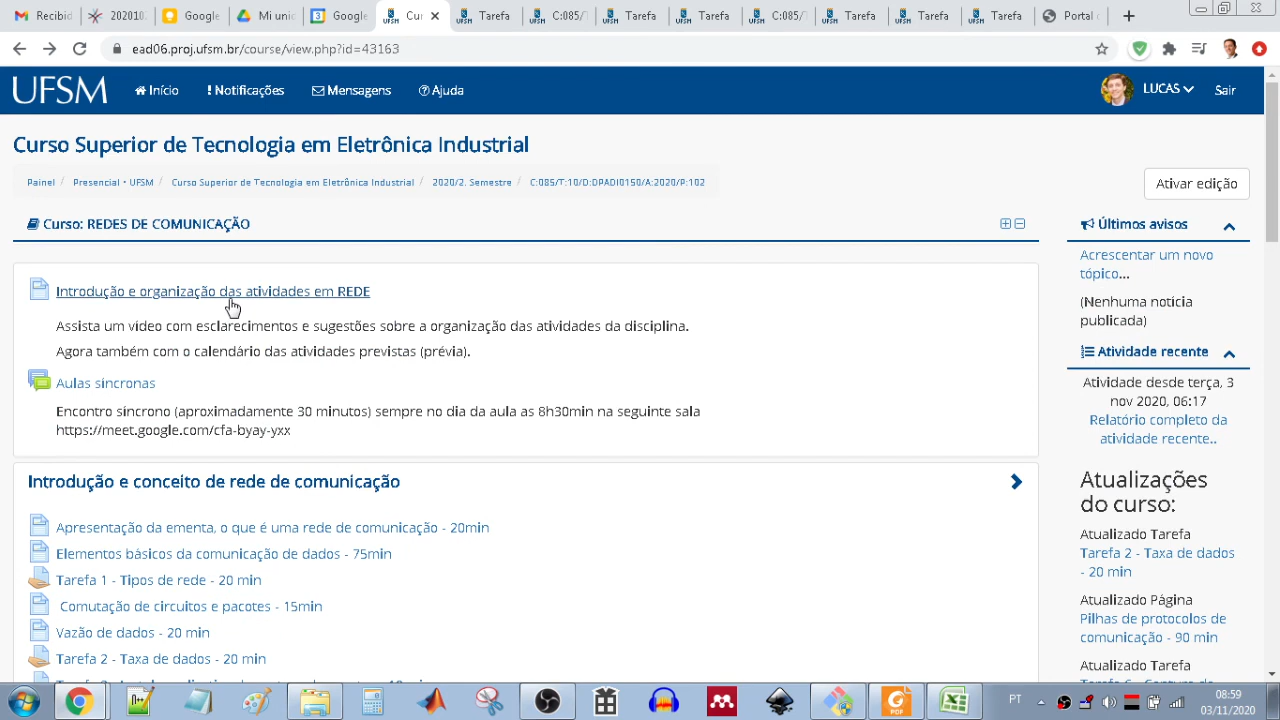 Recibi
202010
Google
Mi uni
Google
Cur
Tarefa
C:085/
Tarefa
Tarefa
C:085/
Tarefa
Tarefa
Tarefa
Portal
ead06.proj.ufsm.br/course/view.php?id=43163
UFSM
Início
! Notificações
Mensagens
Ajuda
LUCAS
Sair
Curso Superior de Tecnologia em Eletrônica Industrial
Painel / Presencial • UFSM / Curso Superior de Tecnologia em Eletrônica Industrial / 2020/2. Semestre / C:085/T:10/D:DPADI0150/A:2020/P:102
Ativar edição
Curso: REDES DE COMUNICAÇÃO
Introdução e organização das atividades em REDE
Assista um vídeo com esclarecimentos e sugestões sobre a organização das atividades da disciplina.
Agora também com o calendário das atividades previstas (prévia).
Aulas síncronas
Encontro síncrono (aproximadamente 30 minutos) sempre no dia da aula as 8h30min na seguinte sala
https://meet.google.com/cfa-byay-yxx
Introdução e conceito de rede de comunicação
Apresentação da ementa, o que é uma rede de comunicação - 20min
Elementos básicos da comunicação de dados - 75min
Tarefa 1 - Tipos de rede - 20 min
Comutação de circuitos e pacotes - 15min
Vazão de dados - 20 min
Tarefa 2 - Taxa de dados - 20 min
Últimos avisos
Acrescentar um novo
tópico...
(Nenhuma notícia
publicada)
Atividade recente
Atividade desde terça, 3
nov 2020, 06:17
Relatório completo da
atividade recente..
Atualizações
do curso:
Atualizado Tarefa
Tarefa 2 - Taxa de dados
- 20 min
Atualizado Página
Pilhas de protocolos de
comunicação - 90 min
Atualizado Tarefa
PT
08:59
03/11/2020